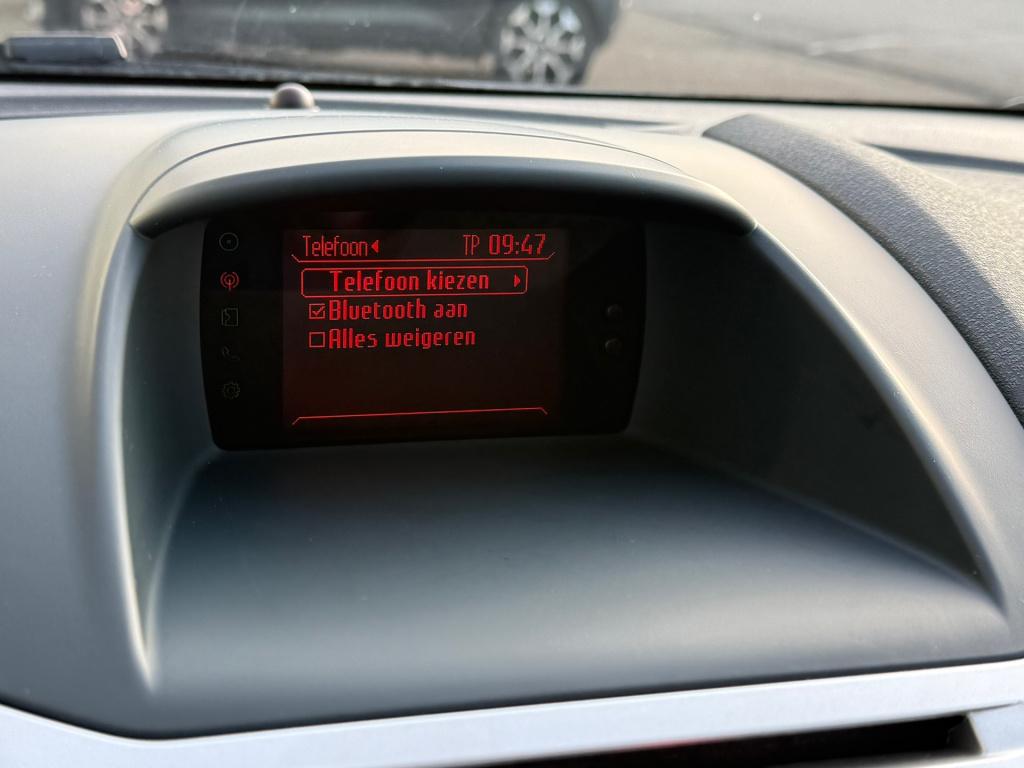 Telefoon TP 09:47
Telefoon kiezen
Bluetooth aan
Alles weigeren